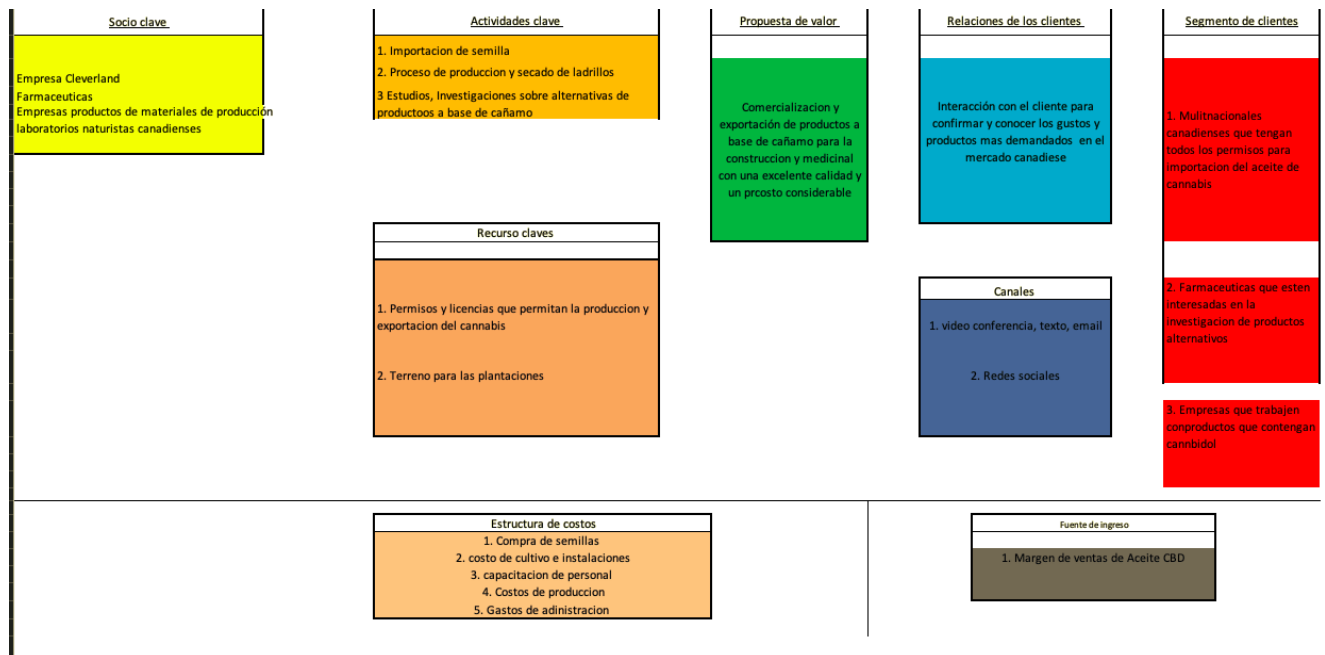 Socio clave
Empresa Cleverland
Farmaceuticas
Empresas productos de materiales de producción
laboratorios naturistas canadienses
Actividades clave
1. Importacion de semilla
2. Proceso de produccion y secado de ladrillos
3 Estudios, Investigaciones sobre alternativas de
productoos a base de cañamo
Recurso claves
1. Permisos y licencias que permitan la produccion y
exportacion del cannabis
2. Terreno para las plantaciones
Propuesta de valor
Comercializacion y
exportación de productos a
base de cañamo para la
construccion y medicinal
con una excelente calidad y
un prcosto considerable
Relaciones de los clientes
Interacción con el cliente para
confirmar y conocer los gustos y
productos mas demandados en el
mercado canadiese
Canales
1. video conferencia, texto, email
2. Redes sociales
Segmento de clientes
1. Mulitnacionales
canadienses que tengan
todos los permisos para
importacion del aceite de
cannabis
2. Farmaceuticas que esten
interesadas en la
investigacion de productos
alternativos
3. Empresas que trabajen
conproductos que contengan
cannbidol
Estructura de costos
1. Compra de semillas
2. costo de cultivo e instalaciones
3. capacitacion de personal
4. Costos de produccion
5. Gastos de adinistracion
Fuente de ingreso
1. Margen de ventas de Aceite CBD